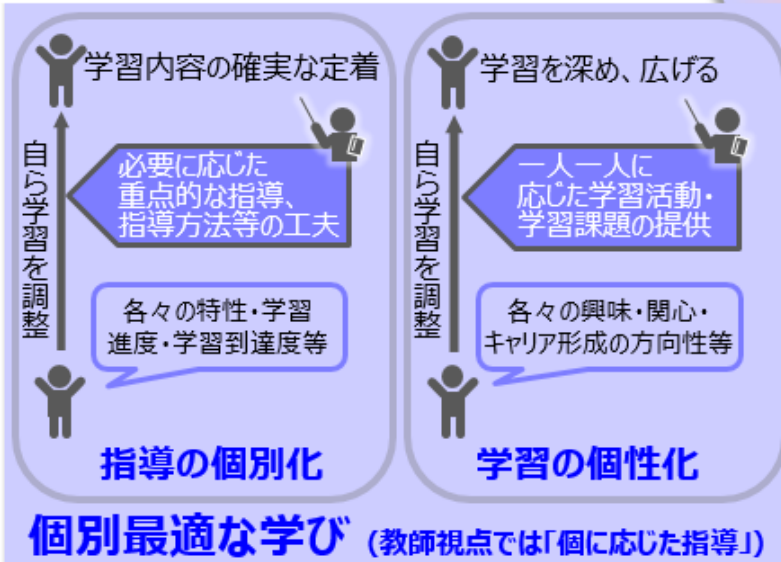 学習内容の確実な定着
必要に応じた
重点的な指導、
指導方法等の工夫
自ら学習を調整
各々の特性・学習
進度・学習到達度等
指導の個別化
学習を深め、広げる
一人一人に
応じた学習活動・
学習課題の提供
自ら学習を調整
各々の興味・関心・
キャリア形成の方向性等
学習の個性化
個別最適な学び (教師視点では「個に応じた指導」)